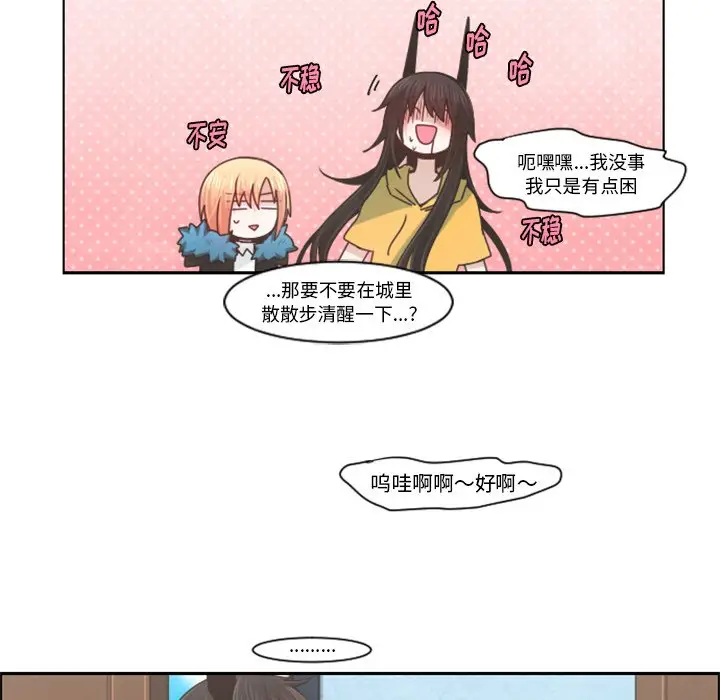 哈
哈
哈
不稳
不安
呃嘿嘿...我没事
我只是有点困
不稳
...那要不要在城里
散散步清醒一下...?
呜哇啊啊～好啊～
.........